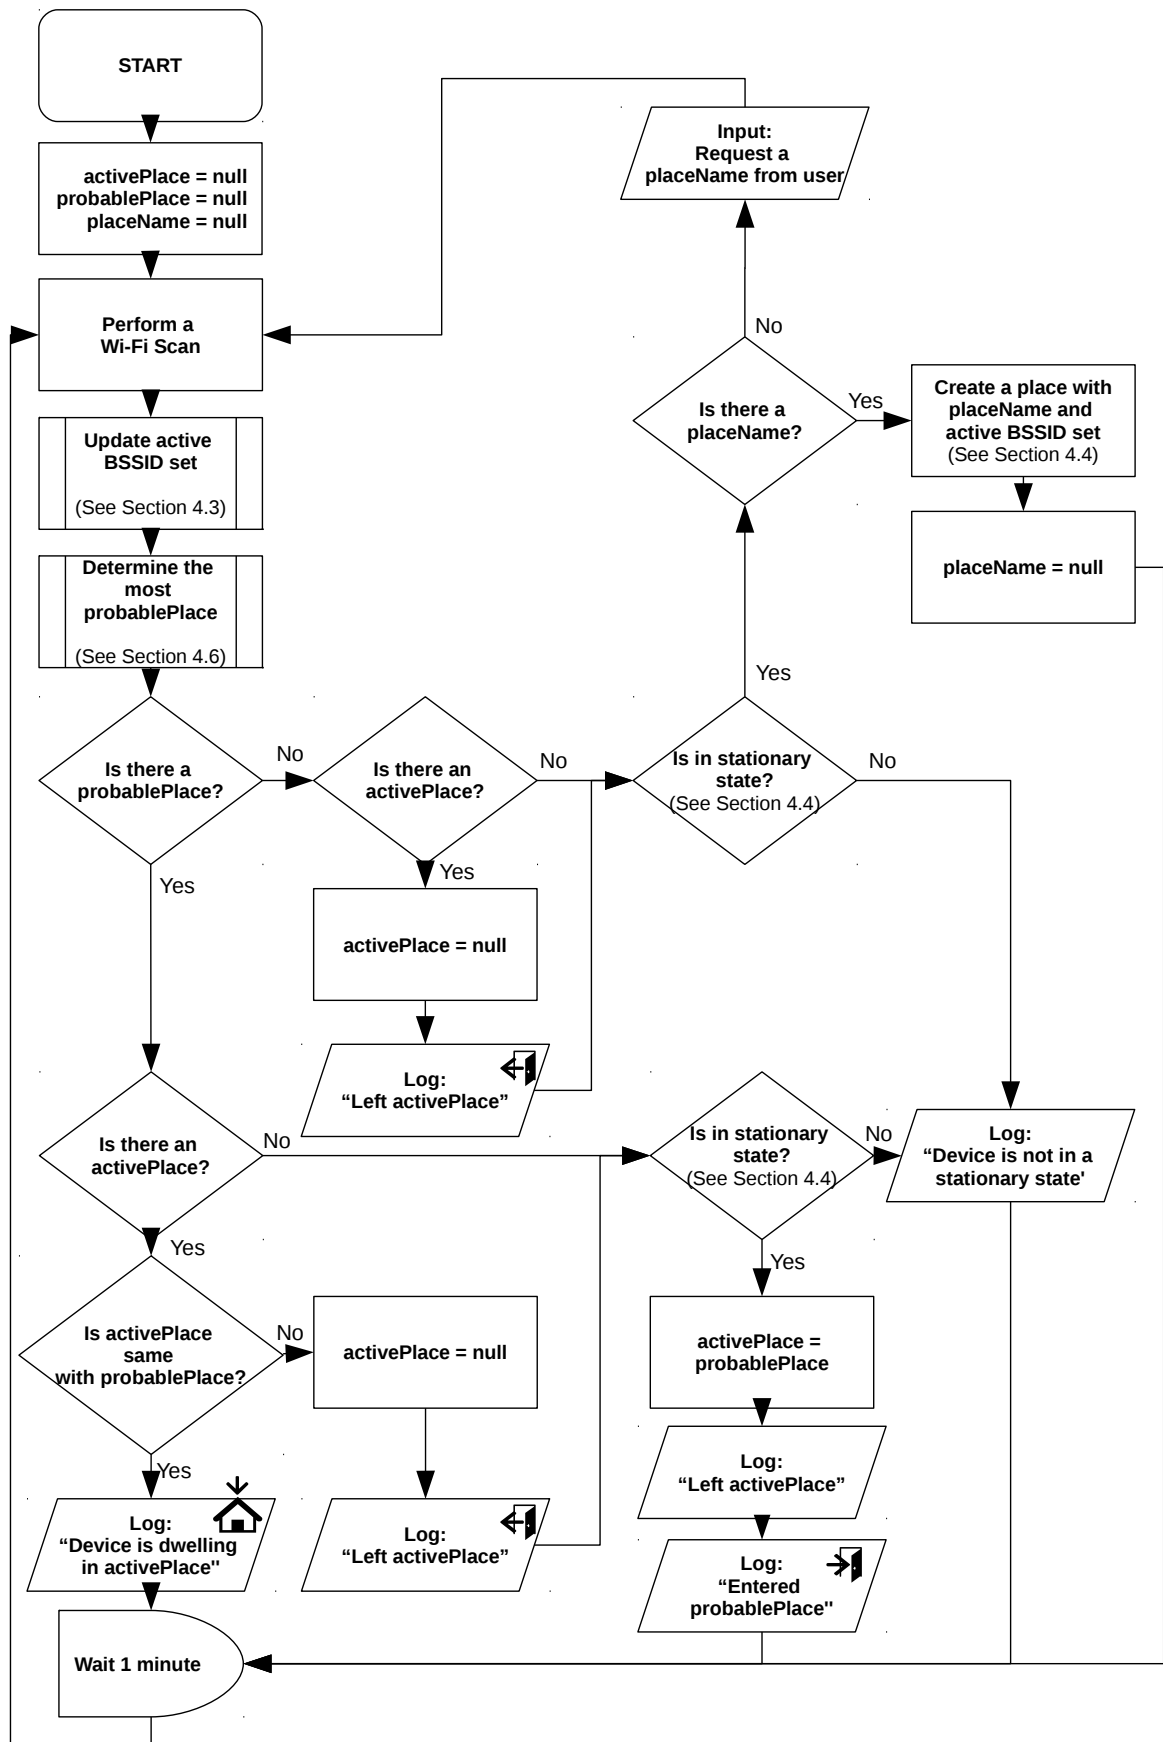 START
activePlace = null
probablePlace = null
placeName = null
Perform a
Wi-Fi Scan
Update active
BSSID set
(See Section 4.3)
Determine the
most
probablePlace
(See Section 4.6)
Input:
Request a
placeName from user
No
Is there a
placeName?
Yes
Create a place with
placeName and
active BSSID set
(See Section 4.4)
placeName = null
Yes
Is there a
probablePlace?
No
Is there an
activePlace?
No
Is in stationary
state?
(See Section 4.4)
No
Yes
Yes
activePlace = null
Log:
“Left activePlace”
Is there an
activePlace?
No
Is in stationary
state?
(See Section 4.4)
No
Log:
“Device is not in a
stationary state'
Yes
Yes
Is activePlace
same
with probablePlace?
No
activePlace = null
activePlace =
probablePlace
Yes
Log:
“Device is dwelling
in activePlace"
Log:
“Left activePlace”
Log:
“Left activePlace”
Log:
“Entered
probablePlace"
Wait 1 minute